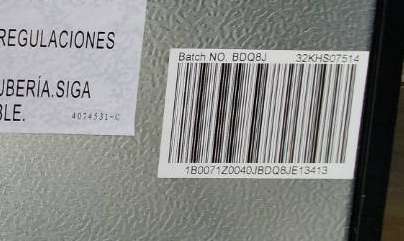 REGULACIONES
UBERÍA.SIGA
BLE.
4074531-C
Batch NO. BDQ8J 32KHS07514
1B0071Z0040JBDQ8JE13413